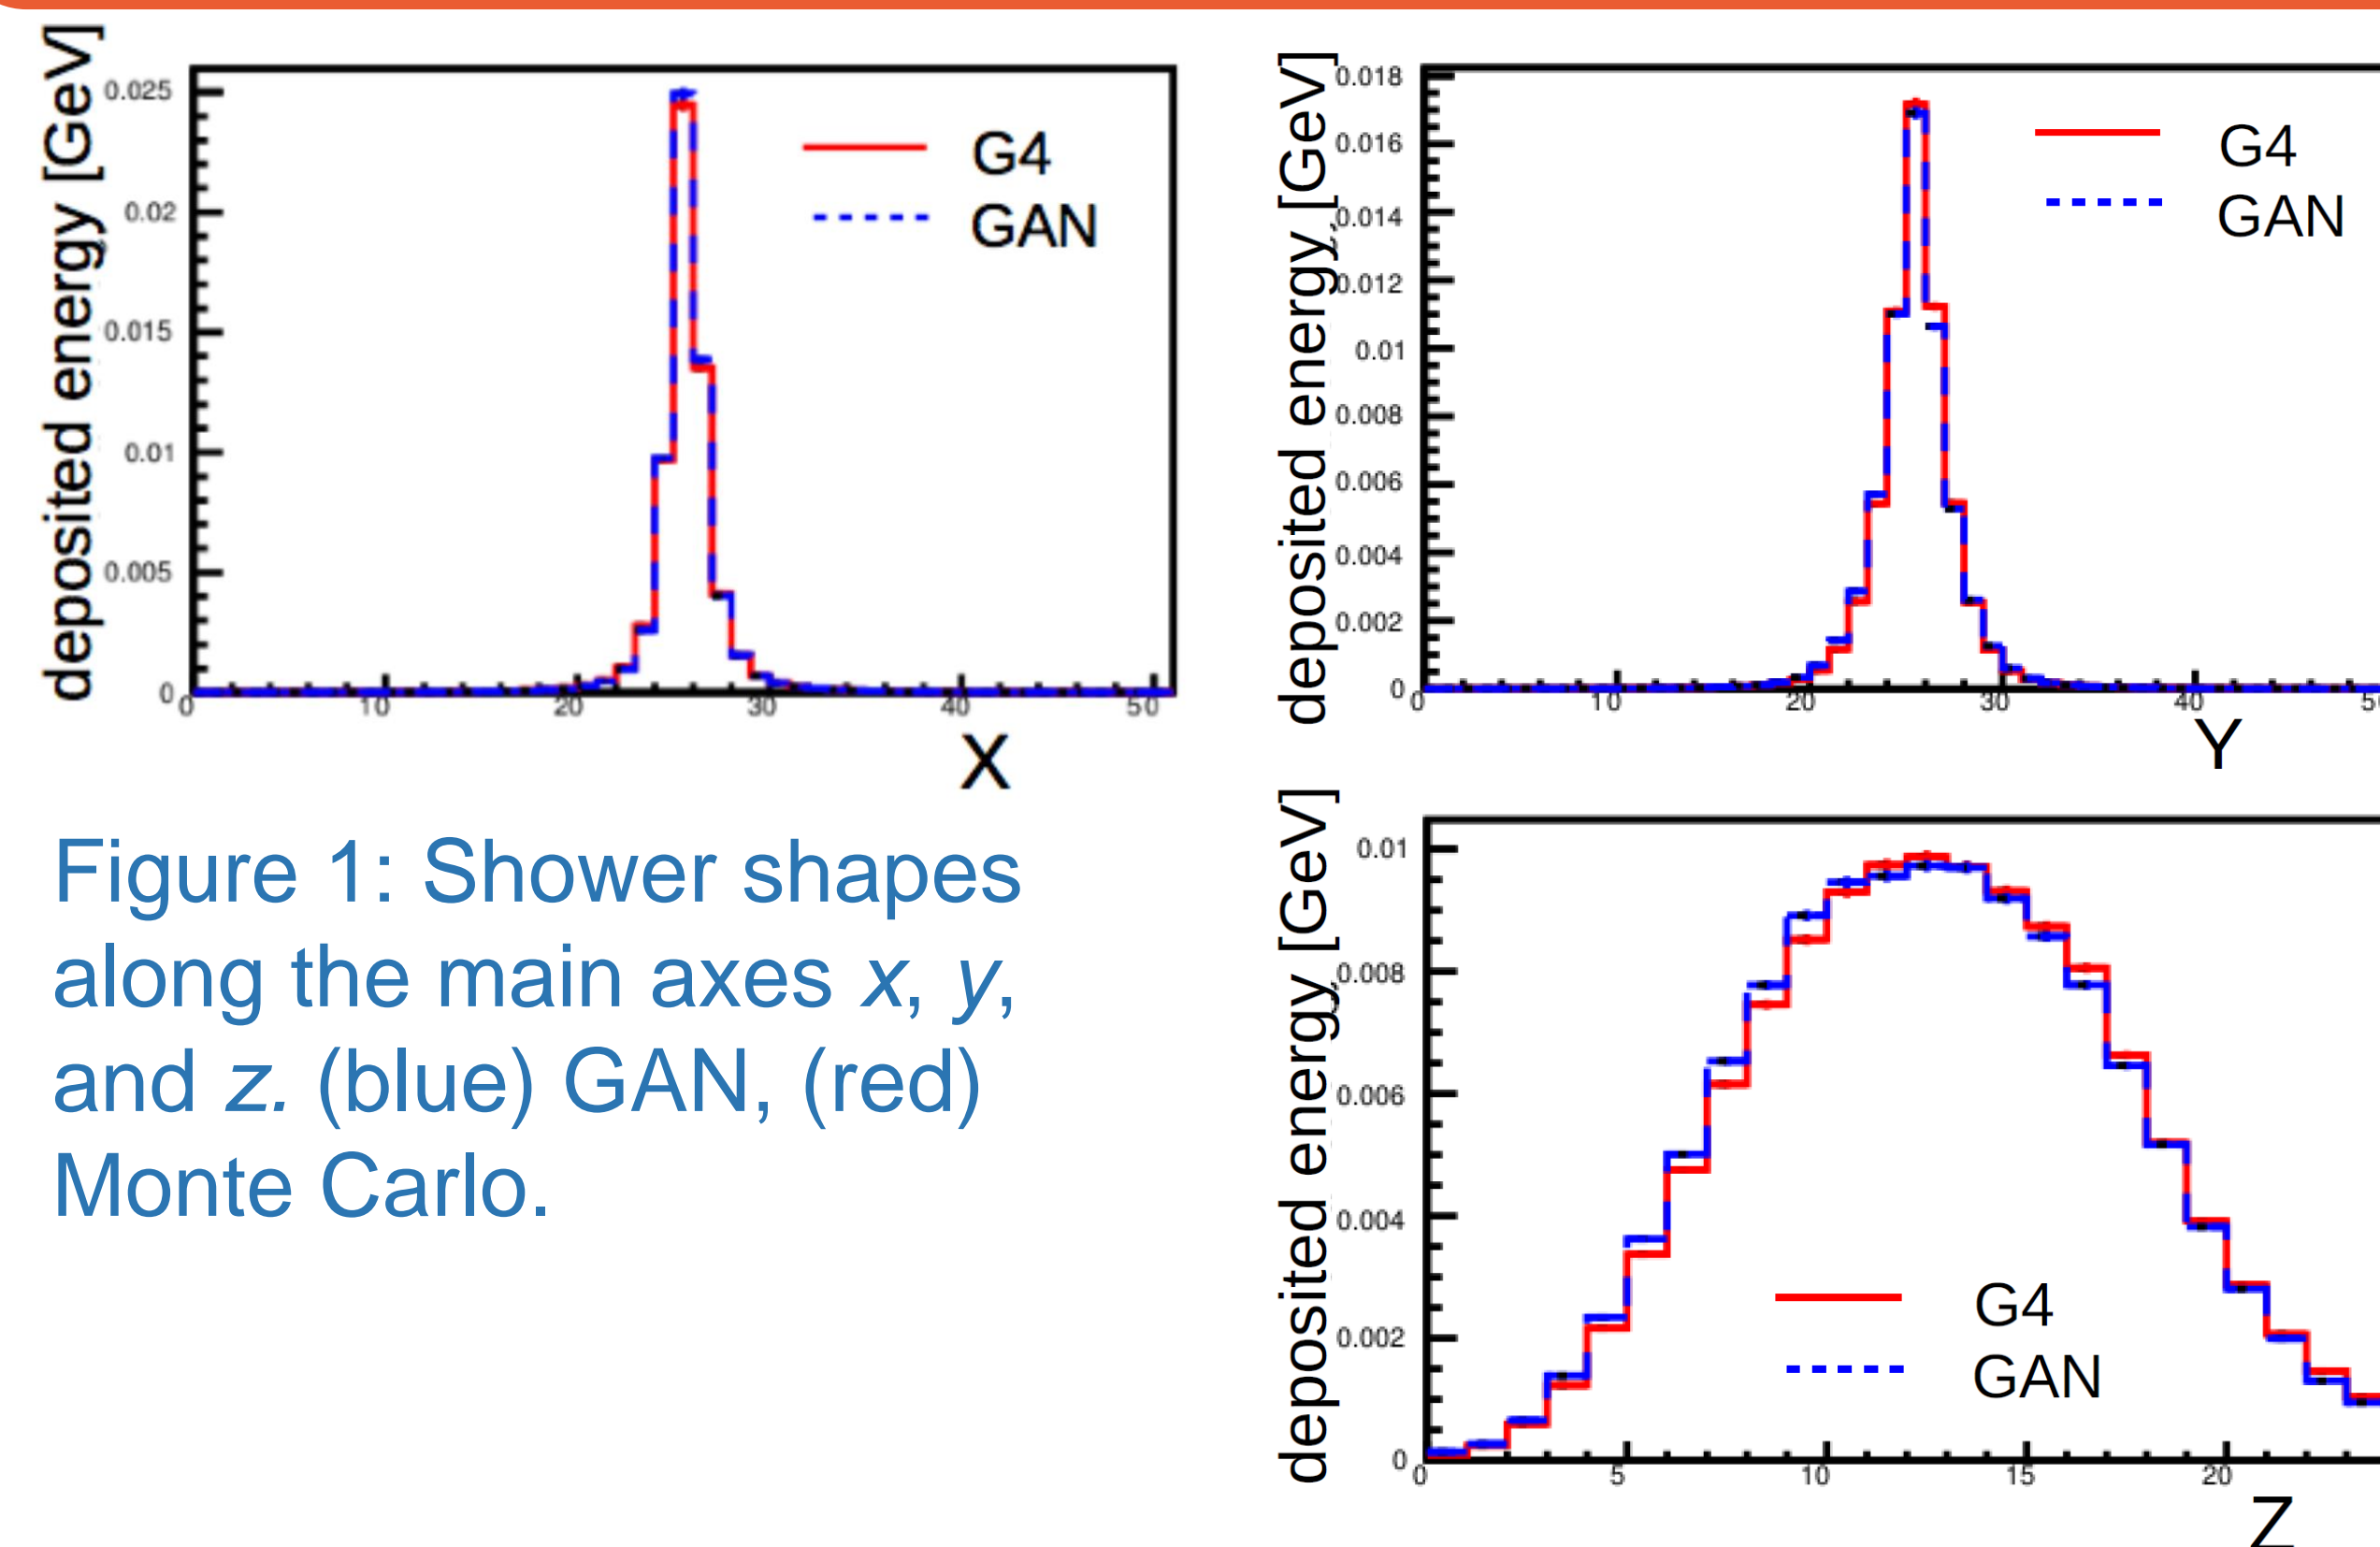 deposited energy [GeV]
0.025
0.02
0.015
0.01
0.005
0
0 10 20 30 40 50
X
G4
GAN
deposited energy [GeV]
0.018
0.016
0.014
0.012
0.01
0.008
0.006
0.004
0.002
0
0 10 20 30 40
Y
G4
GAN
Figure 1: Shower shapes
along the main axes x, y,
and z. (blue) GAN, (red)
Monte Carlo.
deposited energy [GeV]
0.01
0.008
0.006
0.004
0.002
0
0 5 10 15 20
Z
G4
GAN